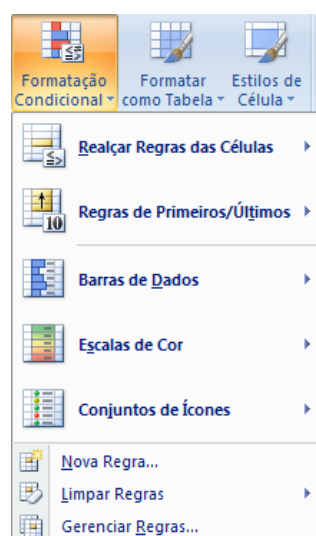 Formatação Condicional
Formatar como Tabela
Estilos de Célula
Realçar Regras das Células
Regras de Primeiros/Últimos
10
Barras de Dados
Escalas de Cor
Conjuntos de Ícones
Nova Regra...
Limpar Regras
Gerenciar Regras...